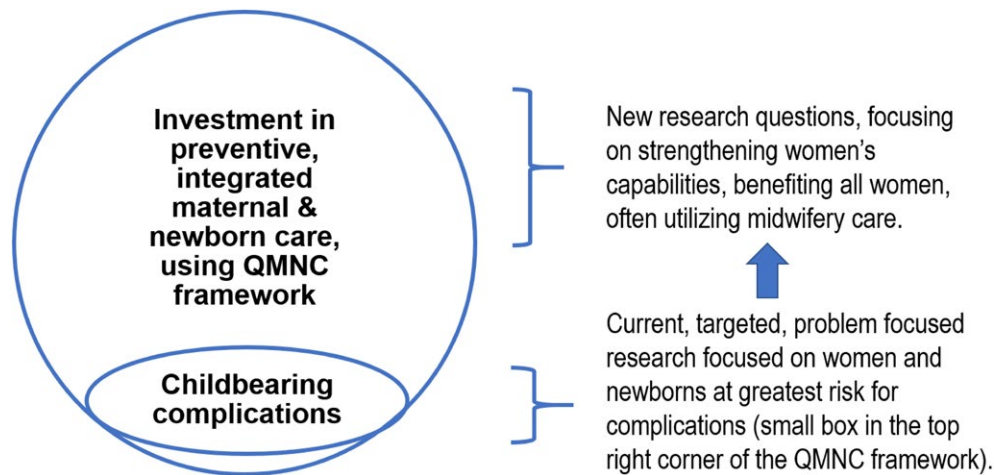 Investment in
preventive,
integrated
maternal &
newborn care,
using QMNC
framework
Childbearing
complications
New research questions, focusing
on strengthening women’s
capabilities, benefiting all women,
often utilizing midwifery care.
Current, targeted, problem focused
research focused on women and
newborns at greatest risk for
complications (small box in the top
right corner of the QMNC framework).